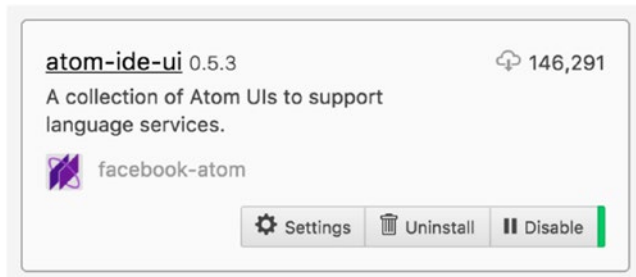 atom-ide-ui 0.5.3 146,291
A collection of Atom UIs to support
language services.
facebook-atom
Settings Uninstall Disable